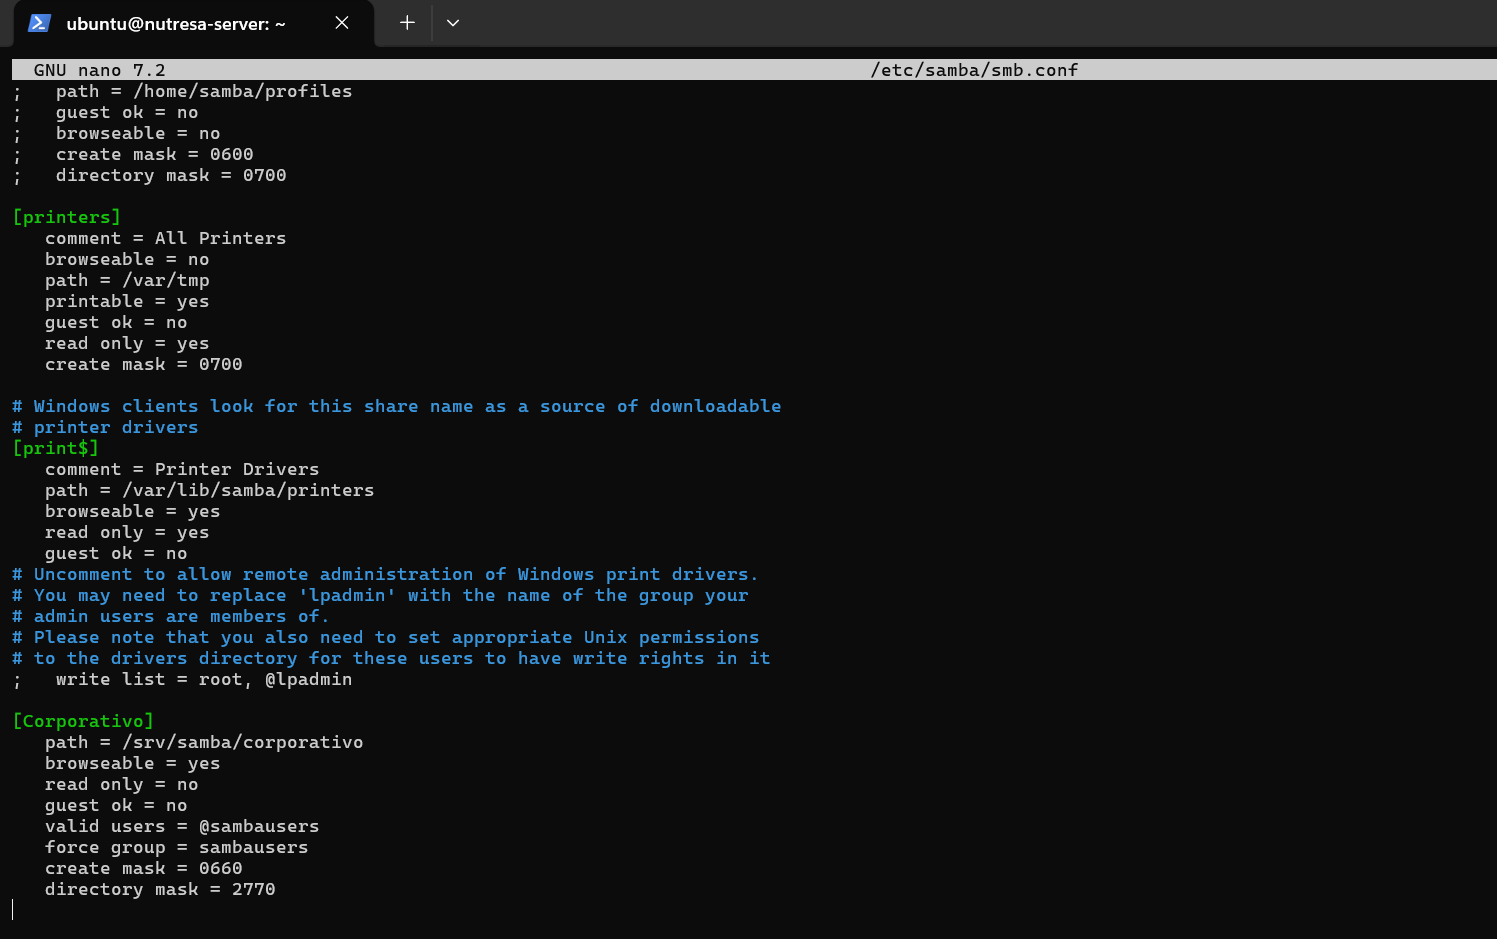 ubuntu@nutresa-server: ~
GNU nano 7.2 /etc/samba/smb.conf
;   path = /home/samba/profiles
;   guest ok = no
;   browseable = no
;   create mask = 0600
;   directory mask = 0700
[printers]
   comment = All Printers
   browseable = no
   path = /var/tmp
   printable = yes
   guest ok = no
   read only = yes
   create mask = 0700
# Windows clients look for this share name as a source of downloadable
# printer drivers
[print$]
   comment = Printer Drivers
   path = /var/lib/samba/printers
   browseable = yes
   read only = yes
   guest ok = no
# Uncomment to allow remote administration of Windows print drivers.
# You may need to replace 'lpadmin' with the name of the group your
# admin users are members of.
# Please note that you also need to set appropriate Unix permissions
# to the drivers directory for these users to have write rights in it
;   write list = root, @lpadmin
[Corporativo]
   path = /srv/samba/corporativo
   browseable = yes
   read only = no
   guest ok = no
   valid users = @sambausers
   force group = sambausers
   create mask = 0660
   directory mask = 2770